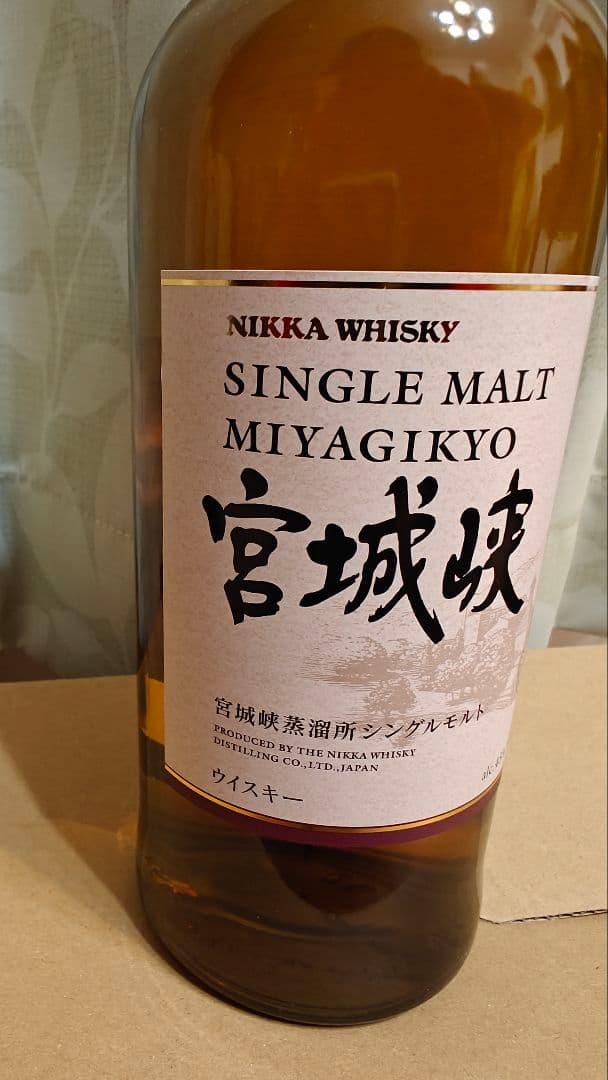 NIKKA WHISKY
SINGLE MALT
MIYAGIKYO
宮城峡
宮城峡蒸溜所シングルモルト
PRODUCED BY THE NIKKA WHISKY
DISTILLING CO.,LTD.,JAPAN
ウイスキー
alc.